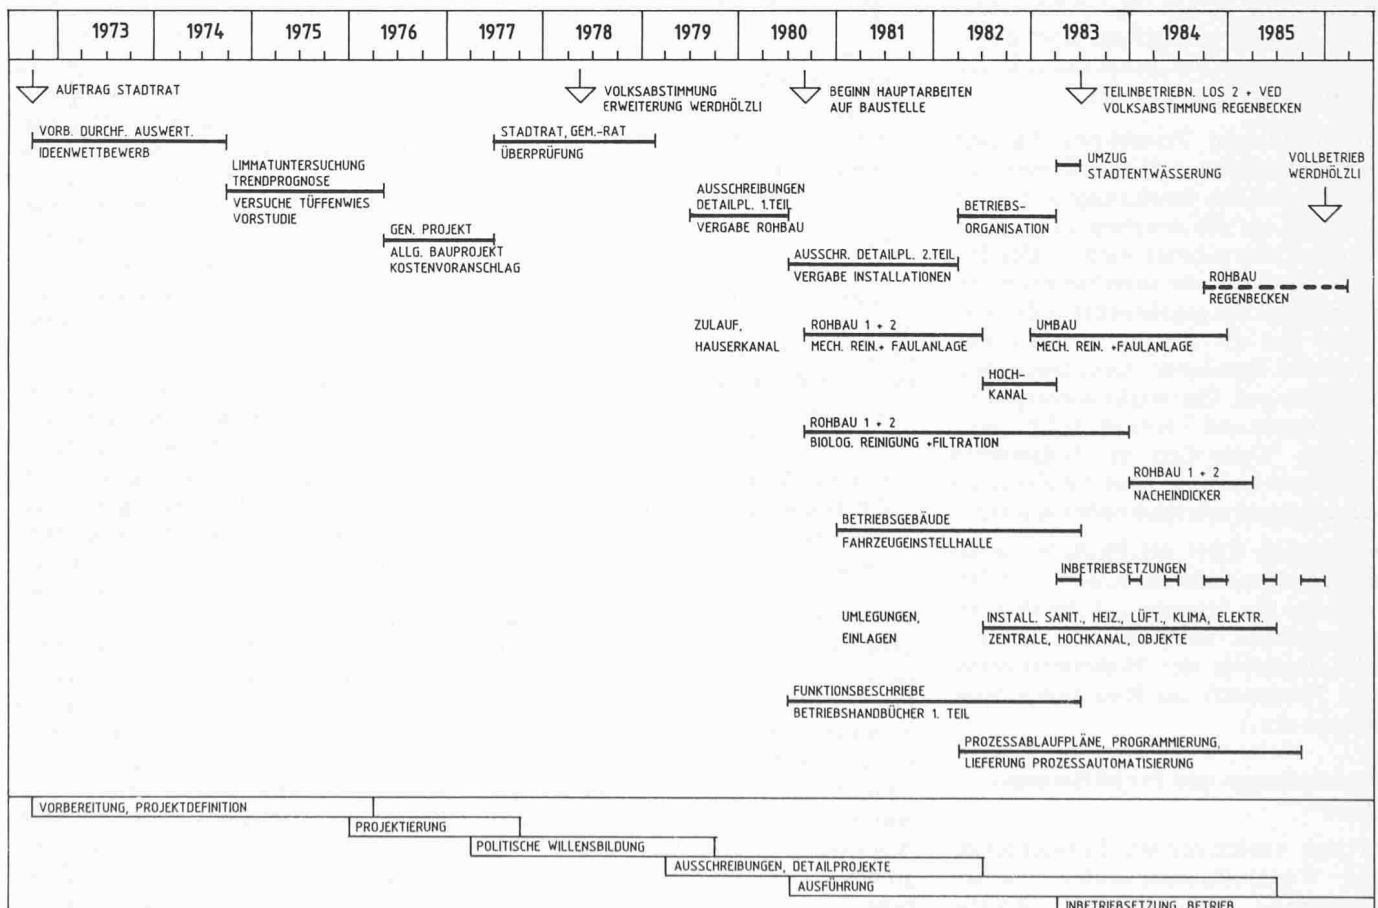 1973 1974 1975 1976 1977 1978 1979 1980 1981 1982 1983 1984 1985
AUFTRAG STADTRAT
VOLKSABSTIMMUNG
ERWEITERUNG WERDHÖLZLI
BEGINN HAUPTARBEITEN
AUF BAUSTELLE
TEILINBETRIEBN. LOS 2 + VED
VOLKSABSTIMMUNG REGENBECKEN
VORB. DURCHF. AUSWERT.
IDEENWETTBEWERB
STADTRAT, GEM.-RAT
ÜBERPRÜFUNG
UMZUG
STADTENTWÄSSERUNG
VOLLBETRIEB
WERDHÖLZLI
LIMMATUNTERSUCHUNG
TRENDPROGNOSE
VERSUCHE TÜFFENWIES
VORSTUDIE
AUSSCHREIBUNGEN
DETAILPL. 1.TEIL
VERGABE ROHBAU
BETRIEBS-
ORGANISATION
GEN. PROJEKT
ALLG. BAUPROJEKT
KOSTENVORANSCHLAG
AUSSCHR. DETAILPL. 2.TEIL
VERGABE INSTALLATIONEN
ROHBAU
REGENBECKEN
ZULAUF,
HAUSERKANAL
ROHBAU 1 + 2
MECH. REIN.+ FAULANLAGE
UMBAU
MECH. REIN. +FAULANLAGE
HOCH-
KANAL
ROHBAU 1 + 2
BIOLOG. REINIGUNG +FILTRATION
ROHBAU 1 + 2
NACHEINDICKER
BETRIEBSGEBÄUDE
FAHRZEUGEINSTELLHALLE
INBETRIEBSETZUNGEN
UMLEGUNGEN,
EINLAGEN
INSTALL. SANIT., HEIZ., LÜFT., KLIMA, ELEKTR.
ZENTRALE, HOCHKANAL, OBJEKTE
FUNKTIONSBESCHRIEBE
BETRIEBSHANDBÜCHER 1. TEIL
PROZESSABLAUFPLÄNE, PROGRAMMIERUNG,
LIEFERUNG PROZESSAUTOMATISIERUNG
VORBEREITUNG, PROJEKTDEFINITION
PROJEKTIERUNG
POLITISCHE WILLENSBILDUNG
AUSSCHREIBUNGEN, DETAILPROJEKTE
AUSFÜHRUNG
INBETRIEBSETZUNG, BETRIEB